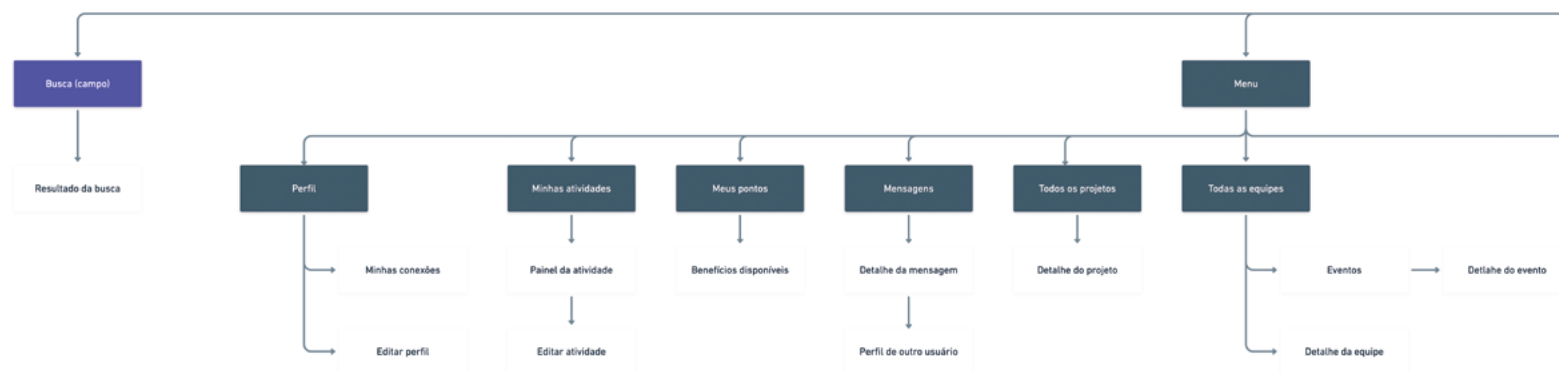 Busca (campo)
Menu
Resultado da busca
Perfil
Minhas atividades
Meus pontos
Mensagens
Todos os projetos
Todas as equipes
Minhas conexões
Painel da atividade
Benefícios disponíveis
Detalhe da mensagem
Detalhe do projeto
Eventos
Detlahe do evento
Editar perfil
Editar atividade
Perfil de outro usuário
Detalhe da equipe